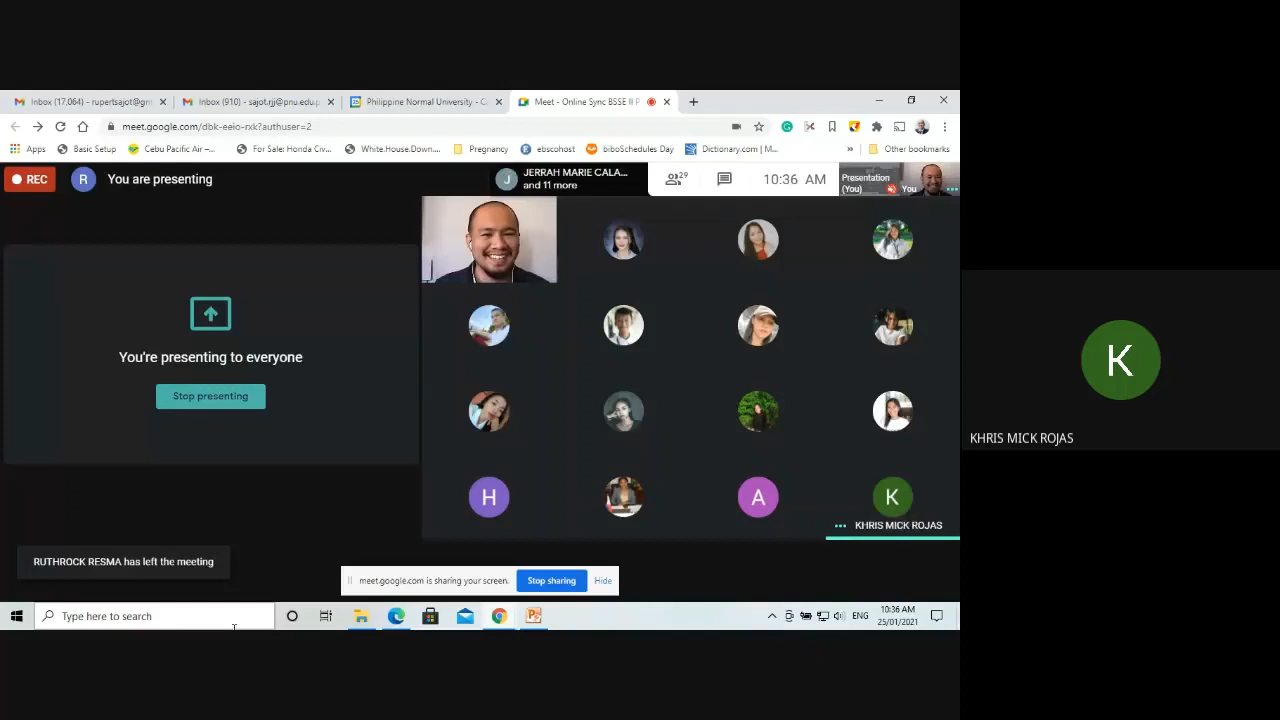 Inbox (17,064) - rupertsajot@gm
Inbox (910) - sajot.rjj@pnu.edu.p
Philippine Normal University - C
Meet - Online Sync BSSE II P
meet.google.com/dbk-eeio-rxk?authuser=2
Apps
Basic Setup
Cebu Pacific Air –...
For Sale: Honda Civ...
White.House.Down....
Pregnancy
ebscohost
biboSchedules Day
Dictionary.com | M...
»
Other bookmarks
REC
R
You are presenting
J
JERRAH MARIE CALA...
and 11 more
29
10:36 AM
Presentation
(You)
You
You're presenting to everyone
Stop presenting
H
A
K
KHRIS MICK ROJAS
K
KHRIS MICK ROJAS
RUTHROCK RESMA has left the meeting
meet.google.com is sharing your screen.
Stop sharing
Hide
Type here to search
ENG
10:36 AM
25/01/2021